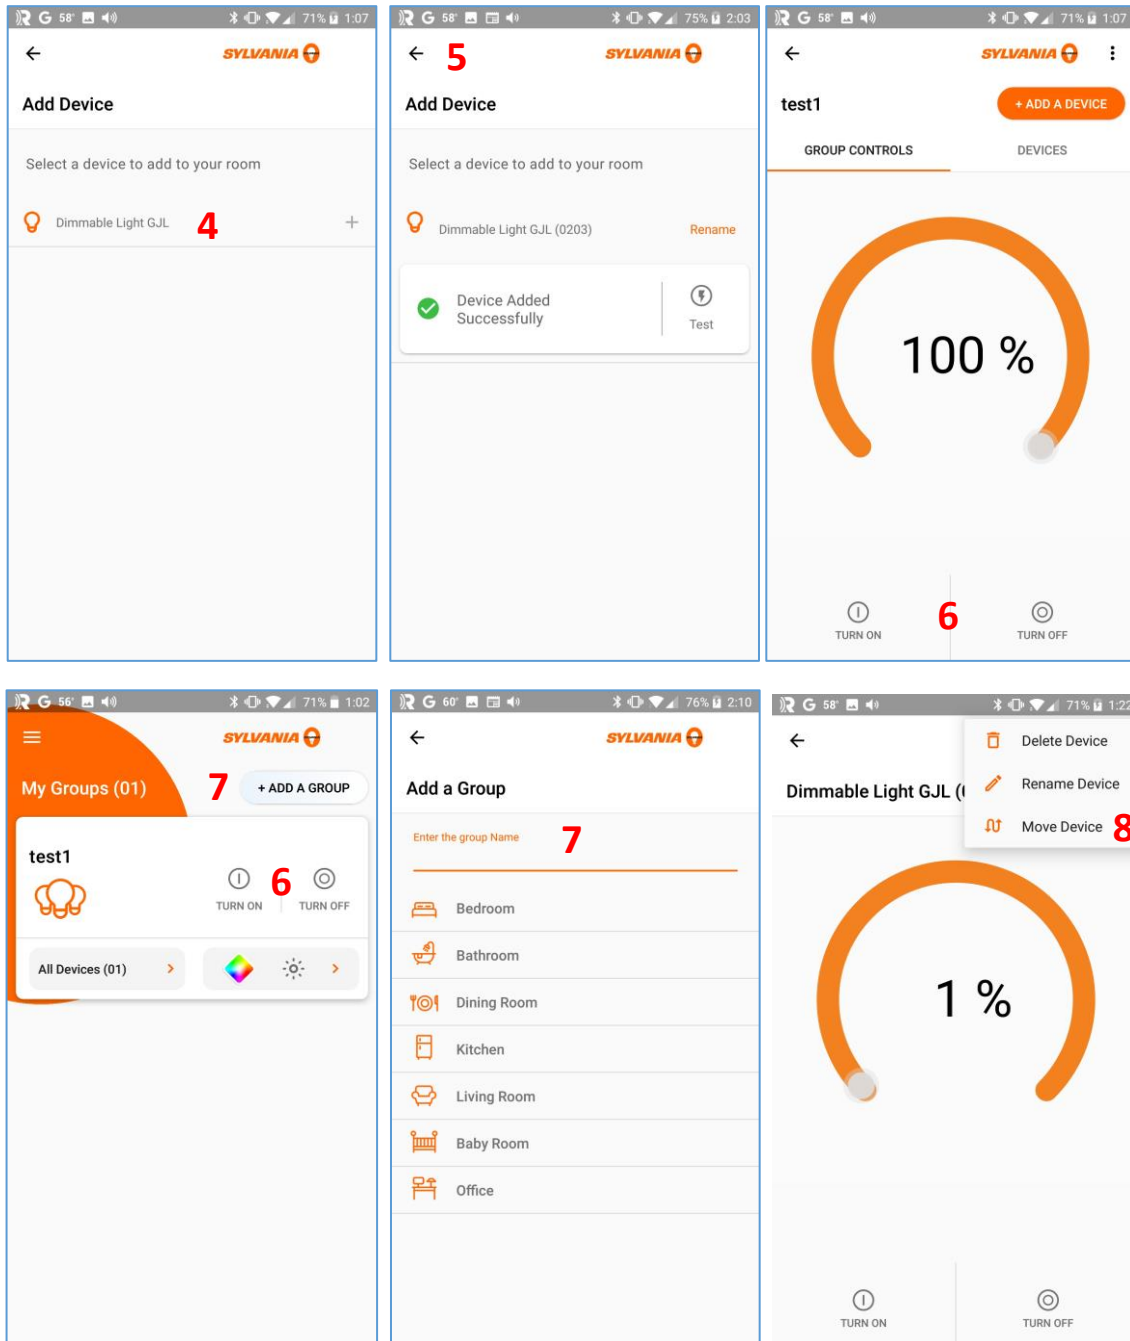 G 58° 71% 1:07
SYLVANIA
Add Device
Select a device to add to your room
Dimmable Light GJL 4 +
G 58° 75% 2:03
5 SYLVANIA
Add Device
Select a device to add to your room
Dimmable Light GJL (0203) Rename
Device Added
Successfully
Test
G 58° 71% 1:07
SYLVANIA
test1 + ADD A DEVICE
GROUP CONTROLS DEVICES
100 %
6
TURN ON TURN OFF
G 56° 71% 1:02
SYLVANIA
My Groups (01) 7 + ADD A GROUP
test1
6
TURN ON TURN OFF
All Devices (01)
G 60° 76% 2:10
SYLVANIA
Add a Group
Enter the group Name 7
Bedroom
Bathroom
Dining Room
Kitchen
Living Room
Baby Room
Office
G 58° 71% 1:22
Delete Device
Dimmable Light GJL ( Rename Device
Move Device 8
1 %
TURN ON TURN OFF